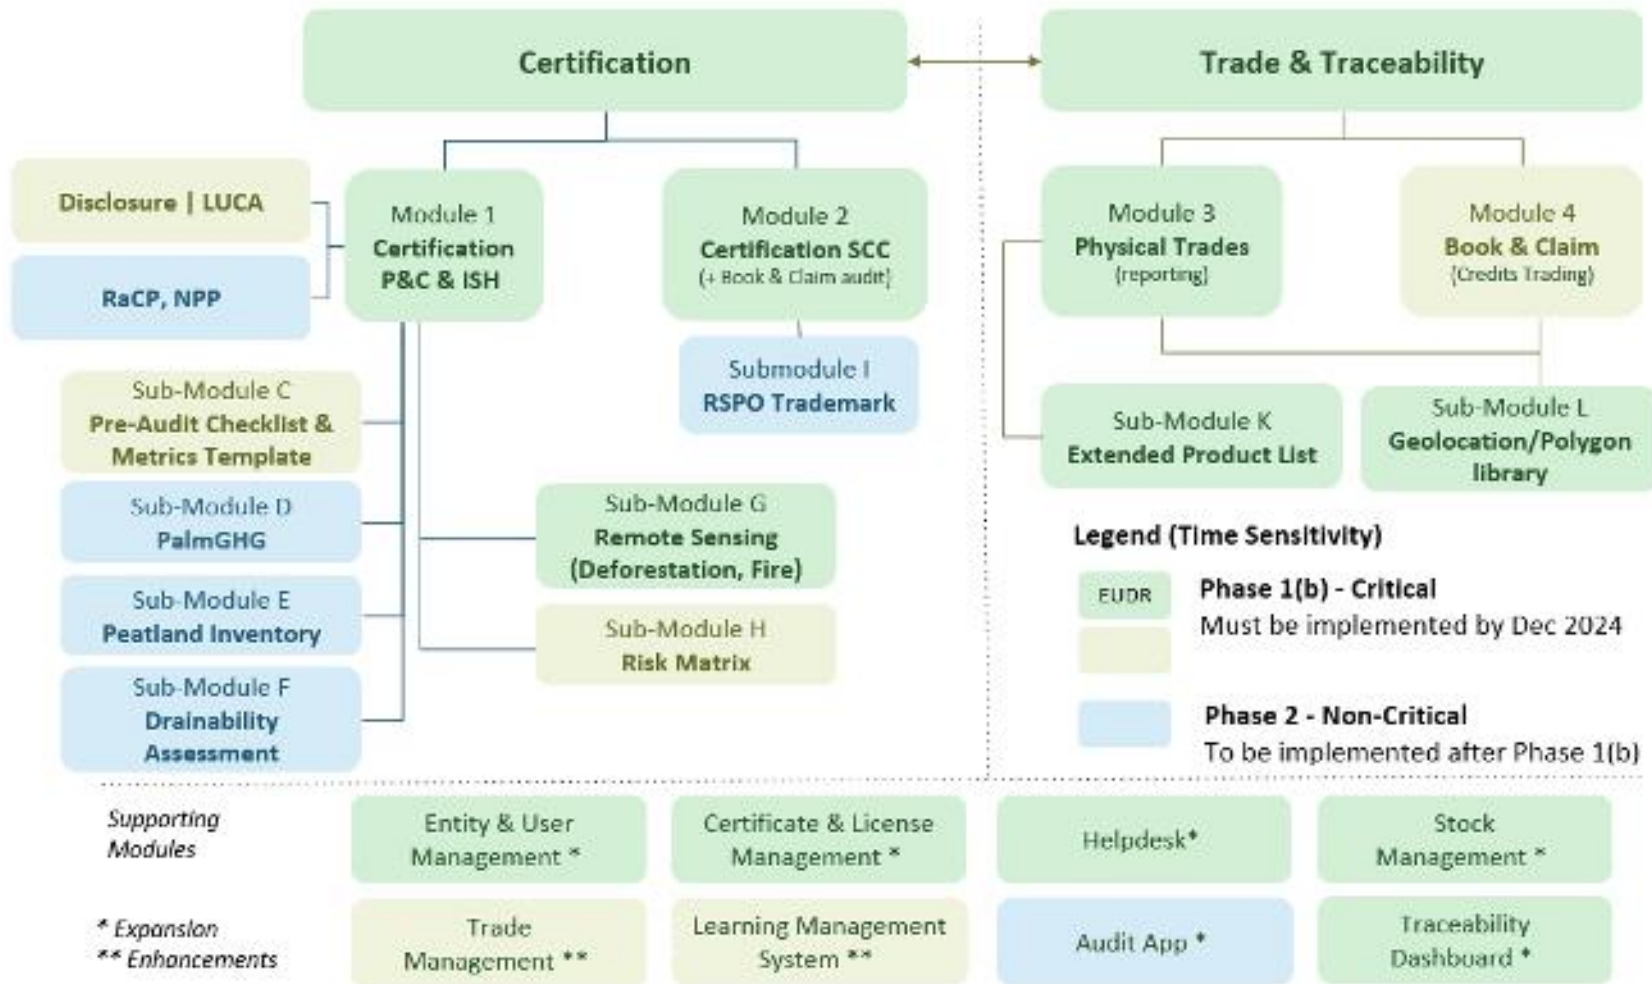 Certification
Trade & Traceability
Disclosure | LUCA
RaCP, NPP
Module 1
Certification
P&C & ISH
Module 2
Certification SCC
(+ Book & Claim audit)
Module 3
Physical Trades
(reporting)
Module 4
Book & Claim
(Credits Trading)
Submodule I
RSPO Trademark
Sub-Module C
Pre-Audit Checklist &
Metrics Template
Sub-Module D
PalmGHG
Sub-Module E
Peatland Inventory
Sub-Module F
Drainability
Assessment
Sub-Module G
Remote Sensing
(Deforestation, Fire)
Sub-Module H
Risk Matrix
Sub-Module K
Extended Product List
Sub-Module L
Geolocation/Polygon
library
Legend (Time Sensitivity)
EUDR
Phase 1(b) - Critical
Must be implemented by Dec 2024
Phase 2 - Non-Critical
To be implemented after Phase 1(b)
Supporting
Modules
Entity & User
Management *
Certificate & License
Management *
Helpdesk*
Stock
Management *
* Expansion
** Enhancements
Trade
Management **
Learning Management
System **
Audit App *
Traceability
Dashboard *